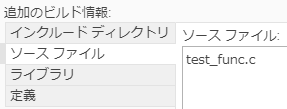 追加のビルド情報:
インクルード ディレクトリ
ソース ファイル
ライブラリ
定義
ソース ファイル:
test_func.c